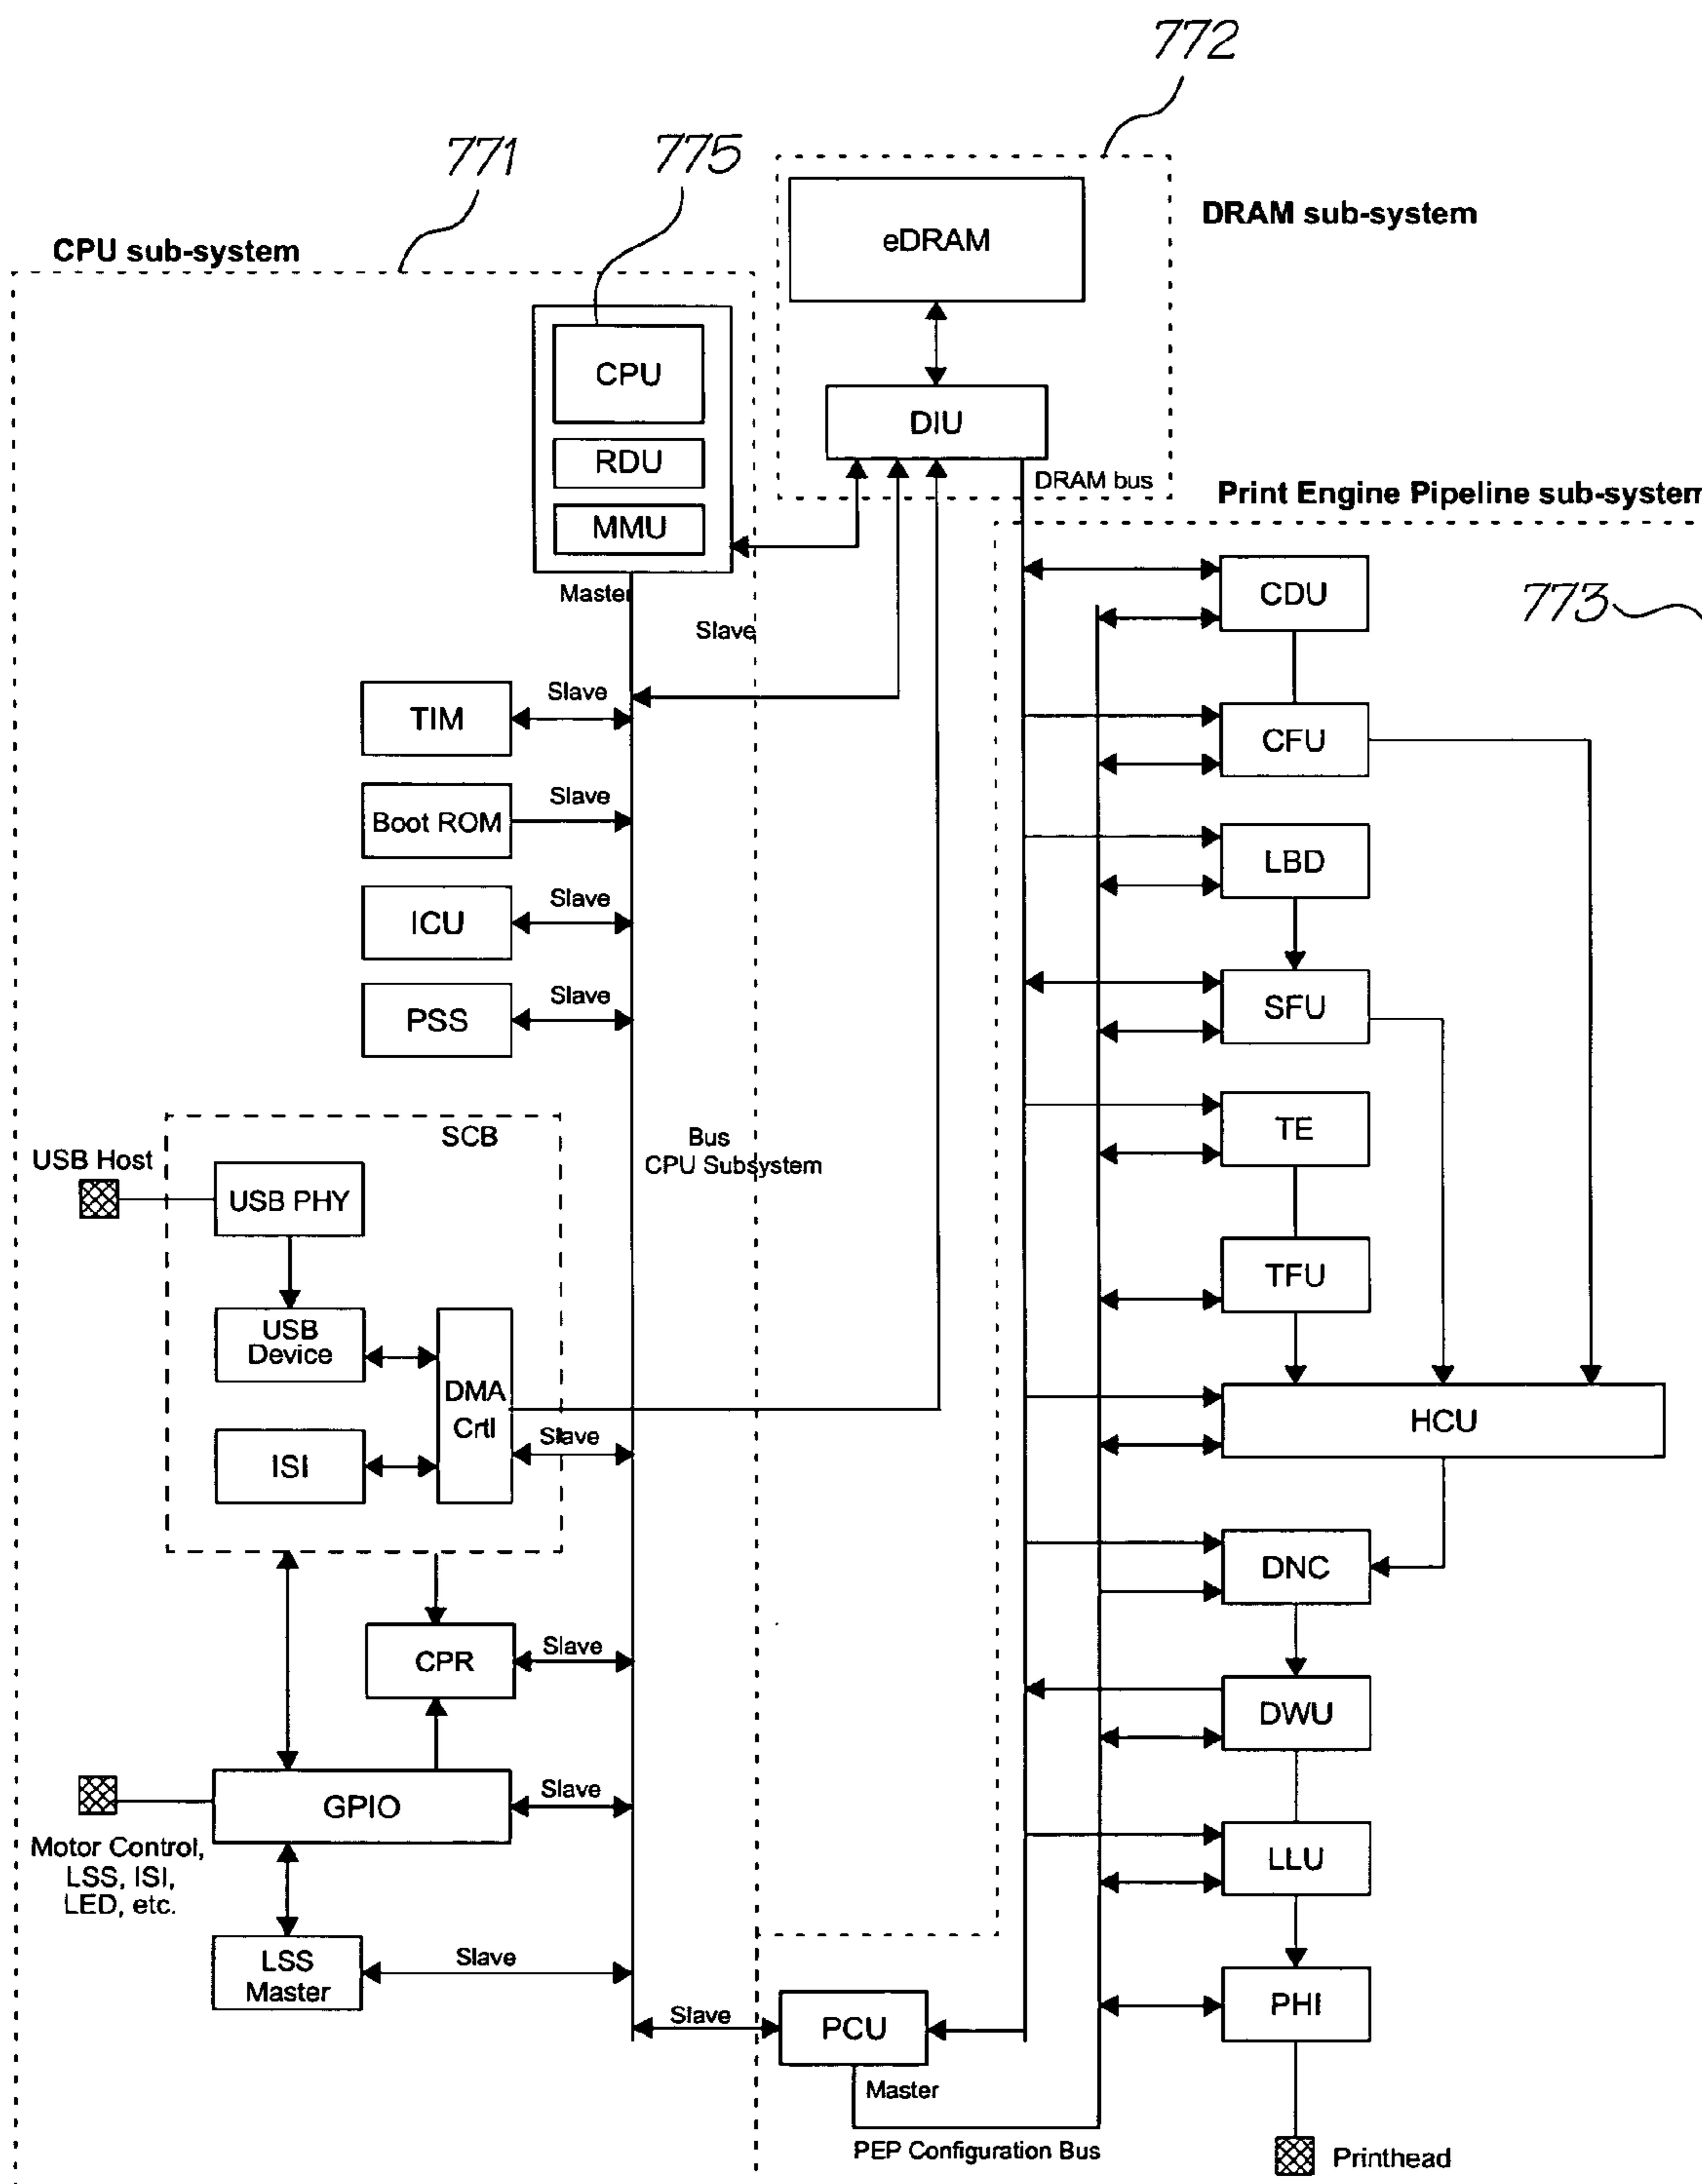 772
771
775
DRAM sub-system
eDRAM
CPU sub-system
CPU
DIU
RDU
DRAM bus
Print Engine Pipeline sub-system
MMU
Master
CDU
773
Slave
TIM
Slave
CFU
Boot ROM
Slave
LBD
ICU
Slave
PSS
Slave
SFU
SCB
Bus
CPU Subsystem
TE
USB Host
USB PHY
TFU
USB
Device
DMA
Crtl
HCU
ISI
Slave
DNC
CPR
Slave
DWU
GPIO
Slave
Motor Control,
LSS, ISI,
LED, etc.
LLU
LSS
Master
Slave
PHI
Slave
PCU
Master
PEP Configuration Bus
Printhead